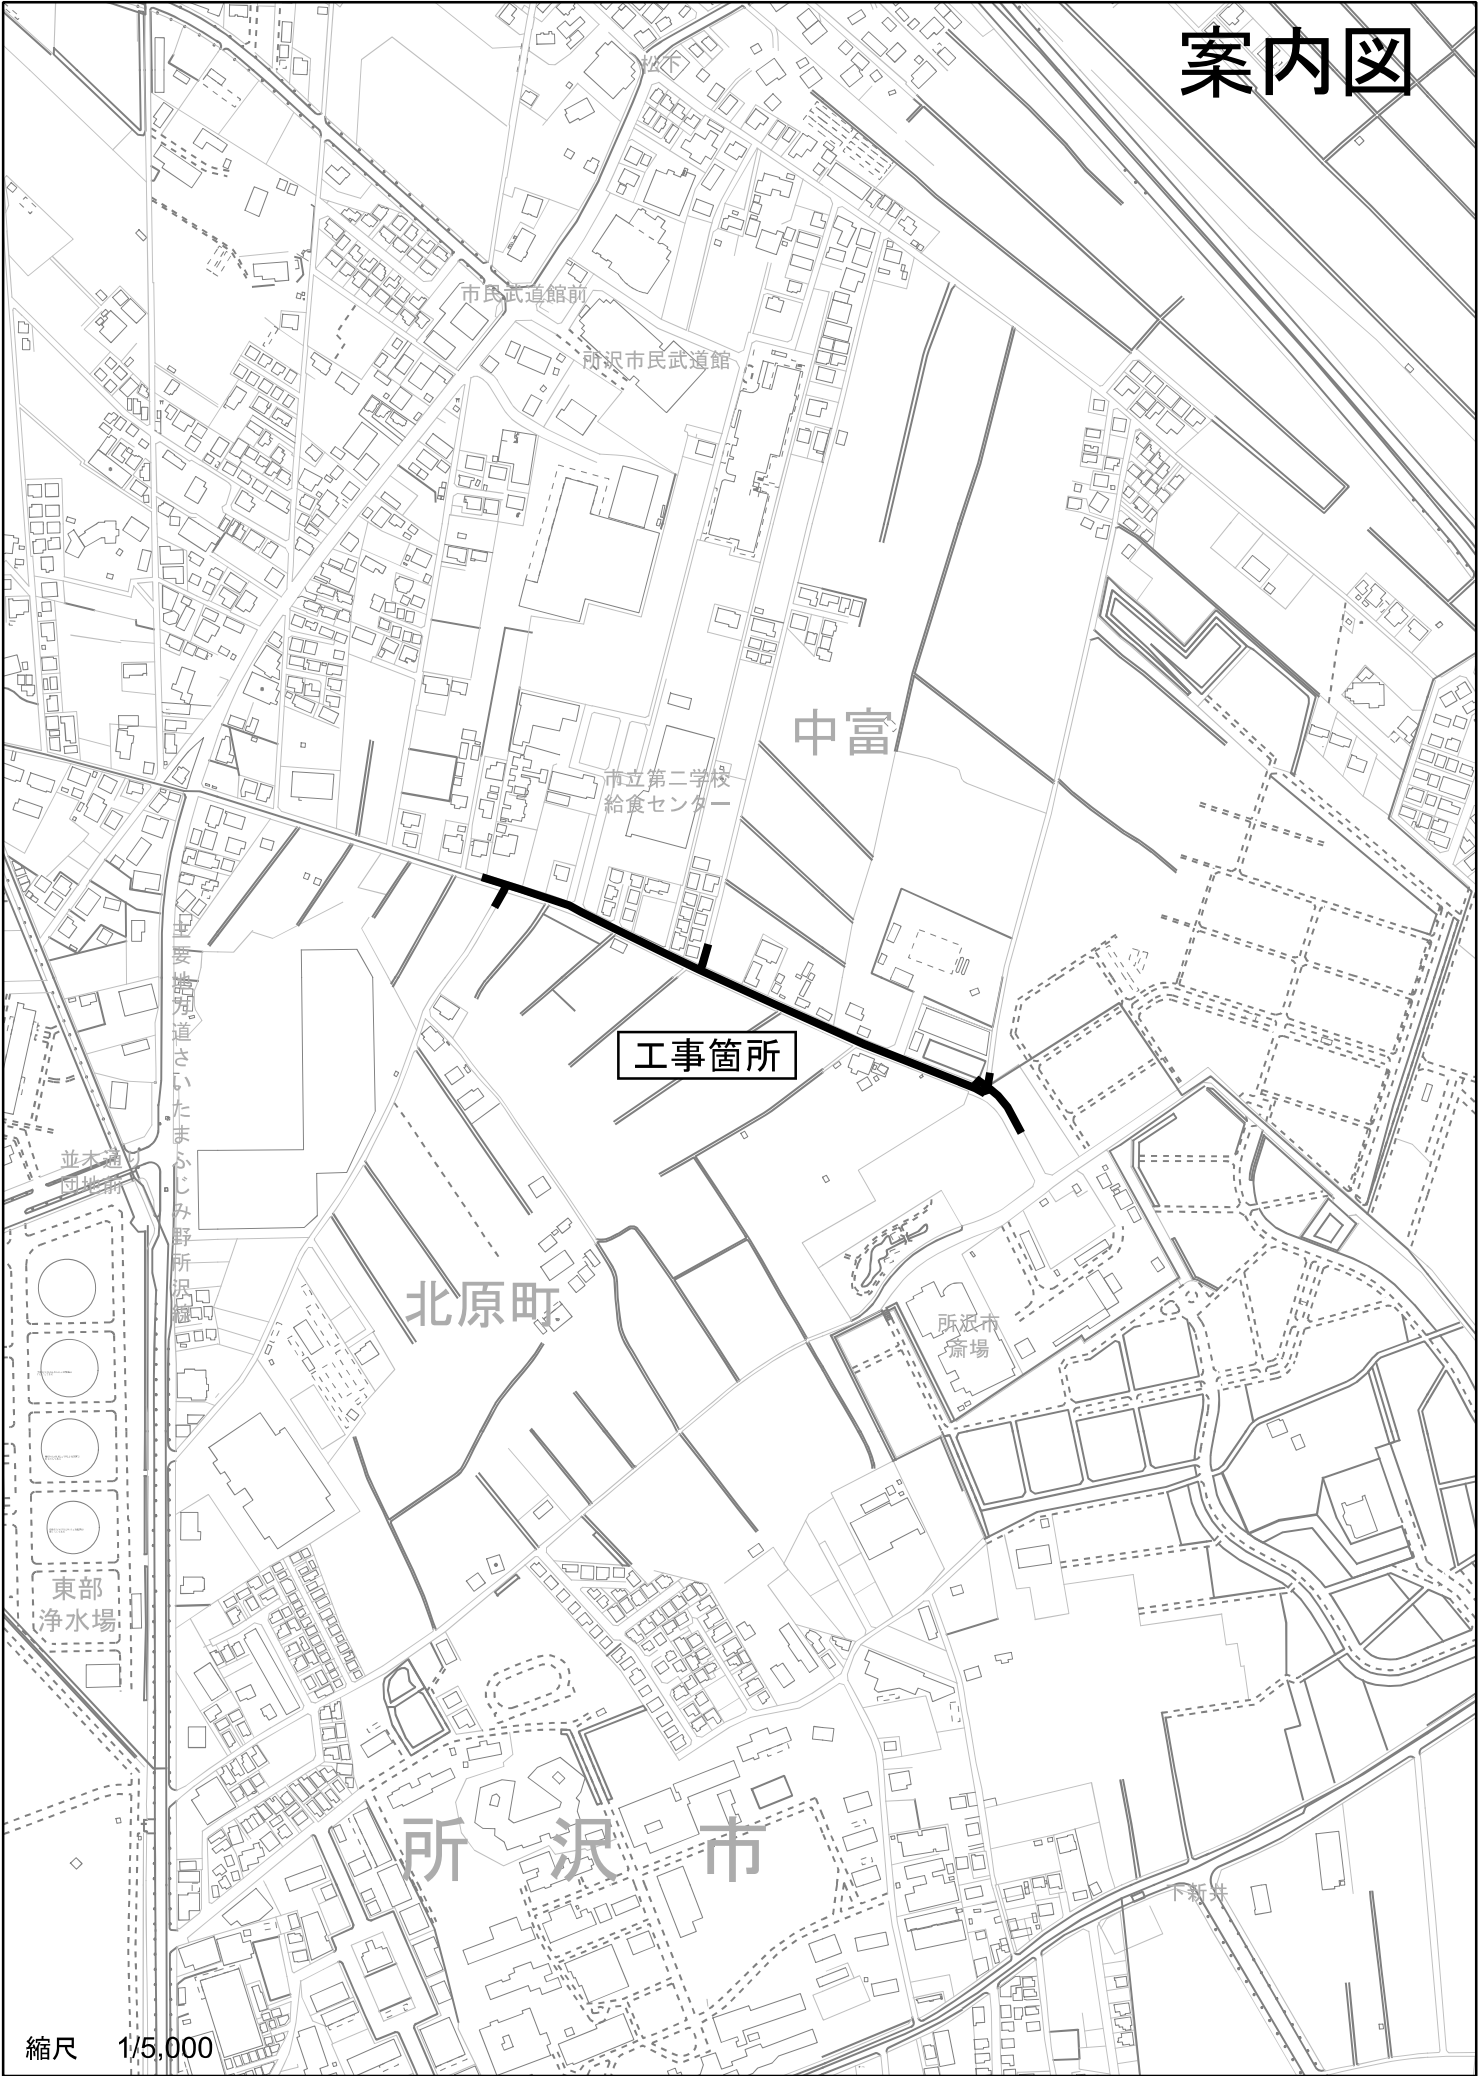 案内図
松下
市民武道館前
所沢市民武道館
中富
市立第二学校
給食センター
主要地方道さいたまふじみ野所沢線
工事箇所
並木通り
団地前
北原町
所沢市
斎場
東部
浄水場
所沢市
下新井
縮尺 1/5,000